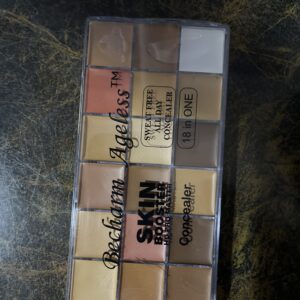 Becharm Ageless™
SWEAT FREE
ALL DAY
CONCEALER
18 in ONE
SKIN
BOOSTER
Concealer